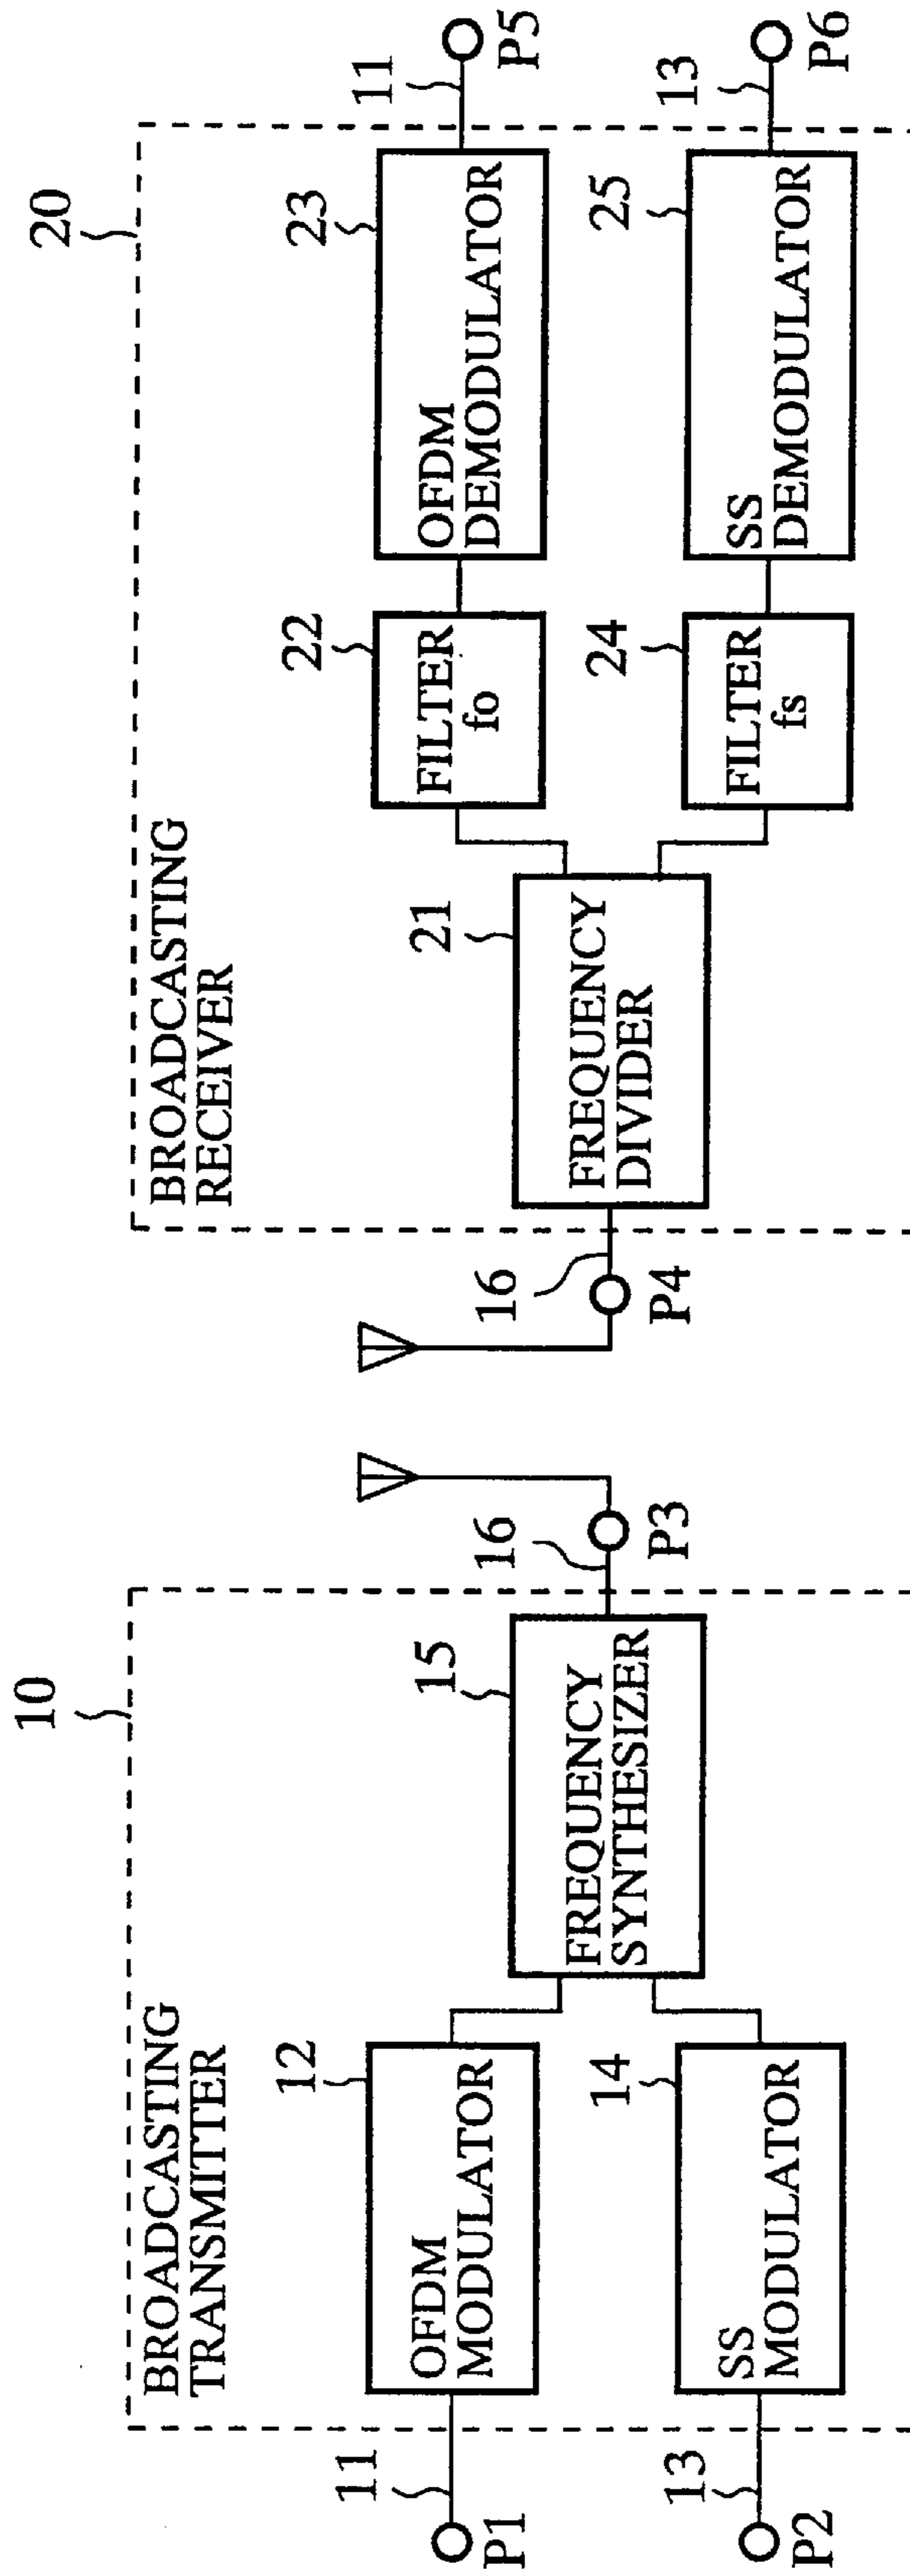 10
BROADCASTING
TRANSMITTER
P1
11
12
OFDM
MODULATOR
P2
13
14
SS
MODULATOR
15
FREQUENCY
SYNTHESIZER
16
P3
20
BROADCASTING
RECEIVER
16
P4
21
FREQUENCY
DIVIDER
22
FILTER
fo
23
OFDM
DEMODULATOR
11
P5
24
FILTER
fs
25
SS
DEMODULATOR
13
P6